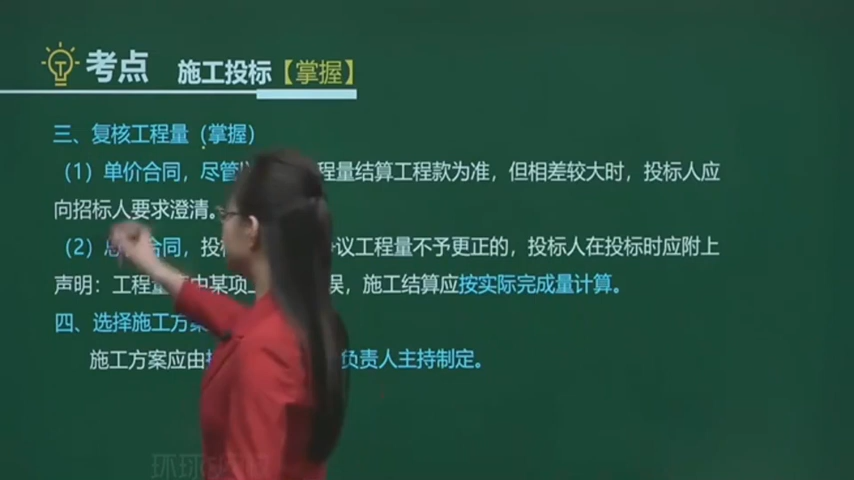 考点 施工投标【掌握】
三、复核工程量（掌握）
（1）单价合同，尽管 程量结算工程款为准，但相差较大时，投标人应
向招标人要求澄清。
（2）总 合同，投 议工程量不予更正的，投标人在投标时应附上
声明：工程量 中某项 误，施工结算应按实际完成量计算。
四、选择施工方案
施工方案应由 负责人主持制定。
环球